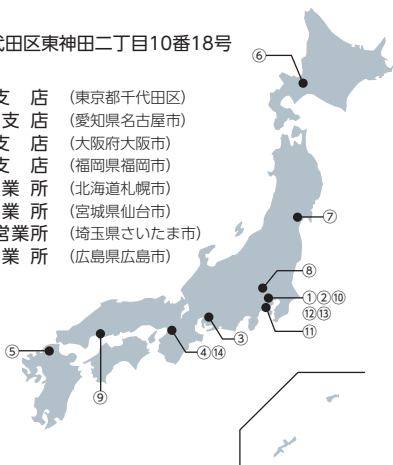 代田区東神田二丁目10番18号
支 店 (東京都千代田区)
支 店 (愛知県名古屋市)
支 店 (大阪府大阪市)
支 店 (福岡県福岡市)
業 所 (北海道札幌市)
業 所 (宮城県仙台市)
営業所 (埼玉県さいたま市)
業 所 (広島県広島市)
⑥
⑦
⑧
①②⑩
⑫⑬
⑪
③
④⑭
⑤
⑨